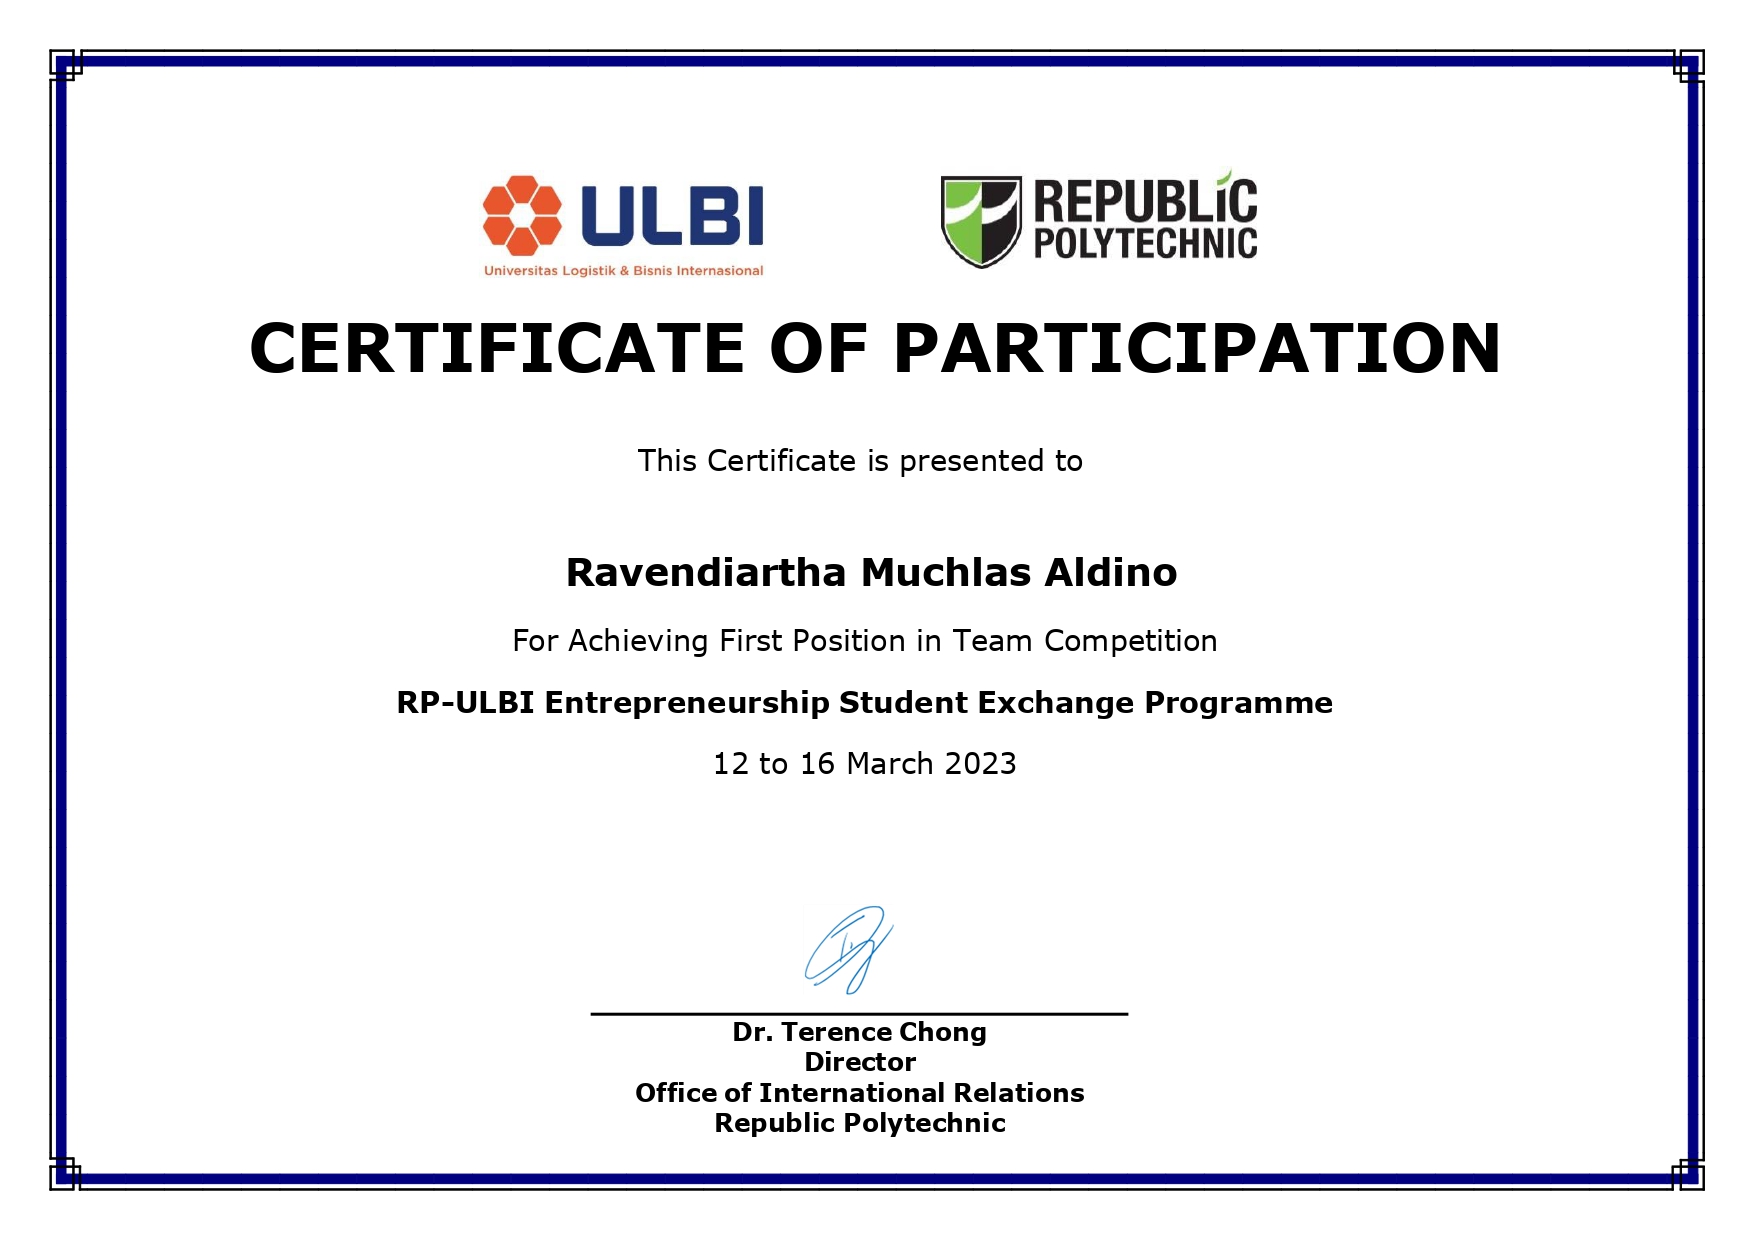 ULBI
Universitas Logistik & Bisnis Internasional
REPUBLIC
POLYTECHNIC
CERTIFICATE OF PARTICIPATION
This Certificate is presented to
Ravendiartha Muchlas Aldino
For Achieving First Position in Team Competition
RP-ULBI Entrepreneurship Student Exchange Programme
12 to 16 March 2023
Dr. Terence Chong
Director
Office of International Relations
Republic Polytechnic